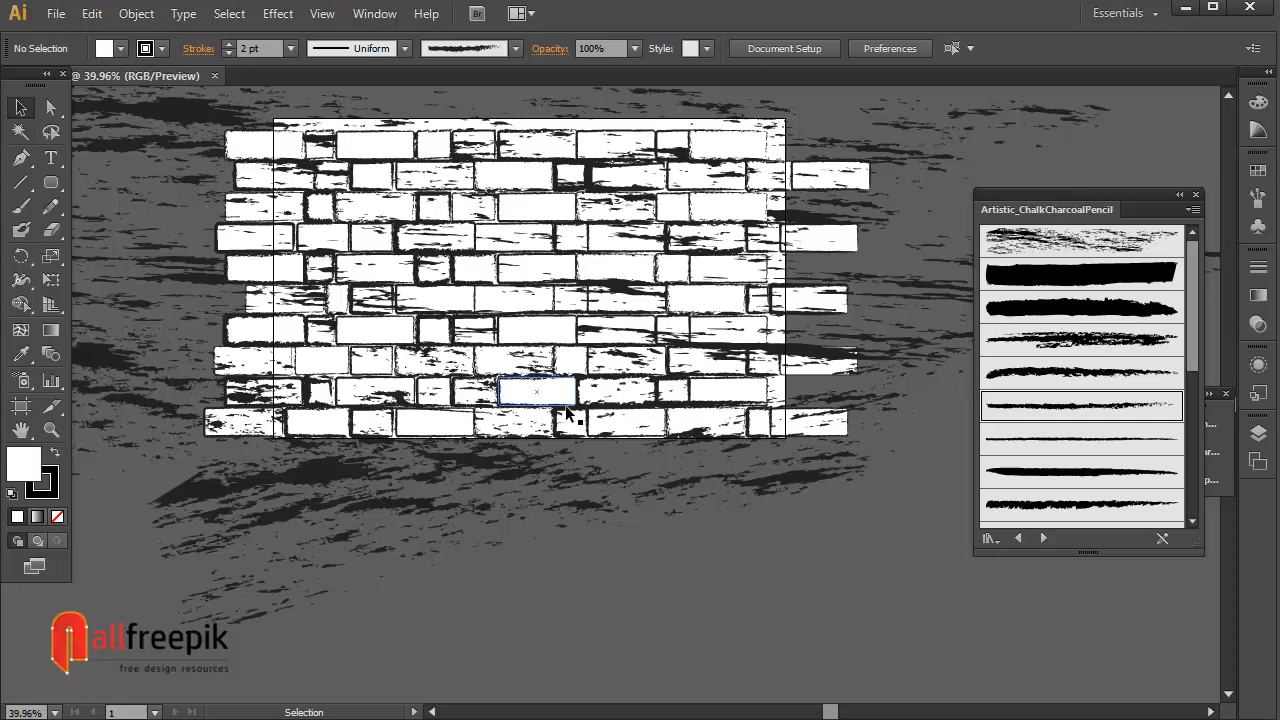 Ai File Edit Object Type Select Effect View Window Help Br Essentials
No Selection Stroke: 2 pt Uniform Opacity: 100% Style: Document Setup Preferences
@ 39.96% (RGB/Preview)
Artistic_ChalkCharcoalPencil
allfreepik
free design resources
39.96% 1 Selection